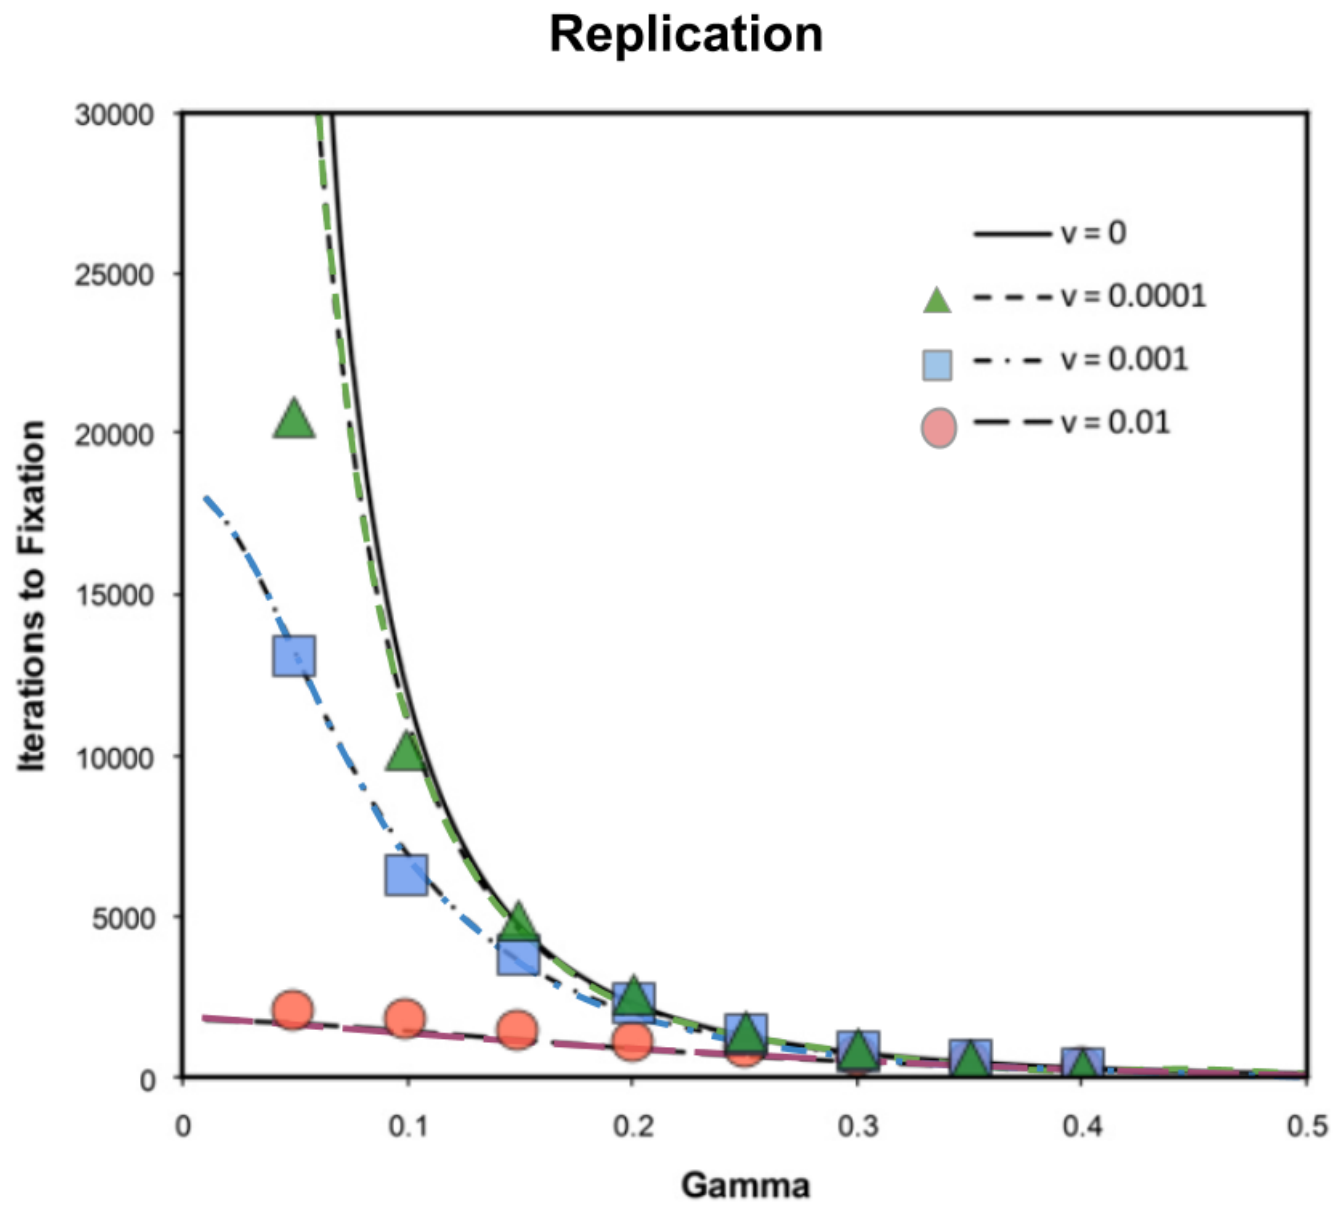 Replication
30000
25000
20000
15000
10000
5000
0
Iterations to Fixation
v = 0
v = 0.0001
v = 0.001
v = 0.01
0 0.1 0.2 0.3 0.4 0.5
Gamma